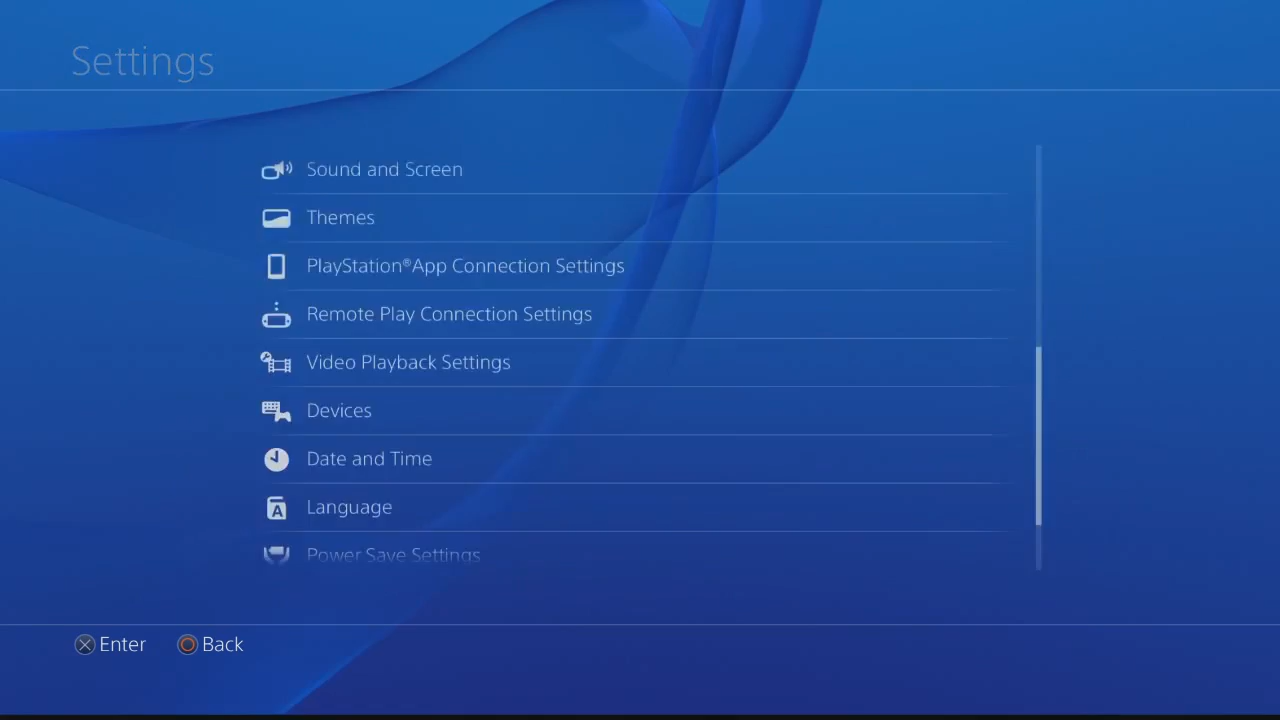 Settings
Sound and Screen
Themes
PlayStation®App Connection Settings
Remote Play Connection Settings
Video Playback Settings
Devices
Date and Time
Language
Power Save Settings
Enter Back